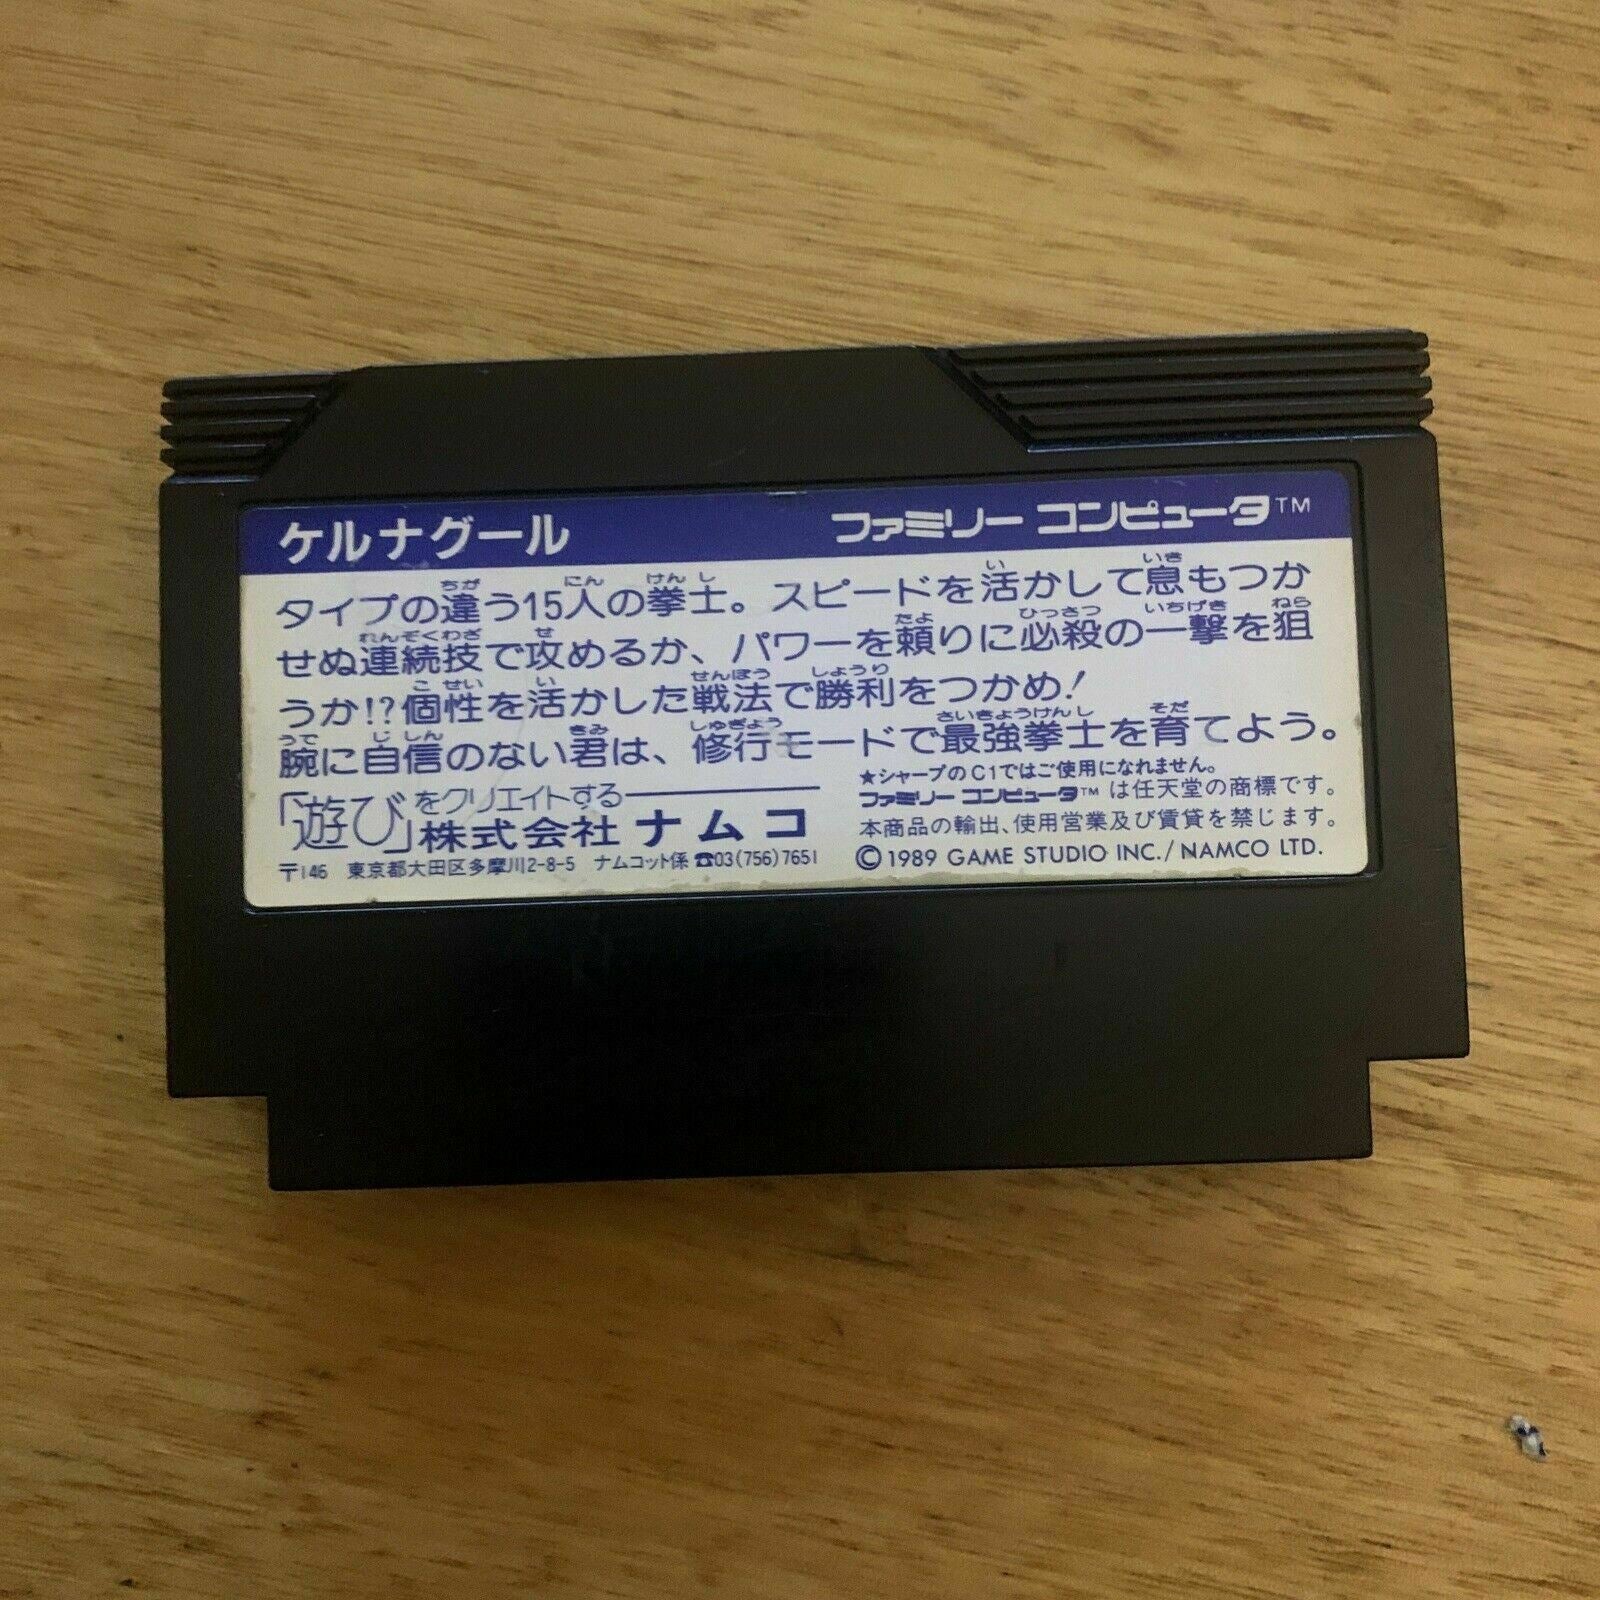 ケルナグール ファミリー コンピュータ™
タイプの違う15人の拳士。スピードを活かして息もつか
せぬ連続技で攻めるか、パワーを頼りに必殺の一撃を狙
うか!?個性を活かした戦法で勝利をつかめ!
腕に自信のない君は、修行モードで最強拳士を育てよう。
「遊び」をクリエイトする
株式会社ナムコ
〒146 東京都大田区多摩川2-8-5 ナムコット係 ☎03(756)7651
★シャープのC1ではご使用になれません。
ファミリー コンピュータ™は任天堂の商標です。
本商品の輸出、使用営業及び賃貸を禁じます。
©1989 GAME STUDIO INC./NAMCO LTD.